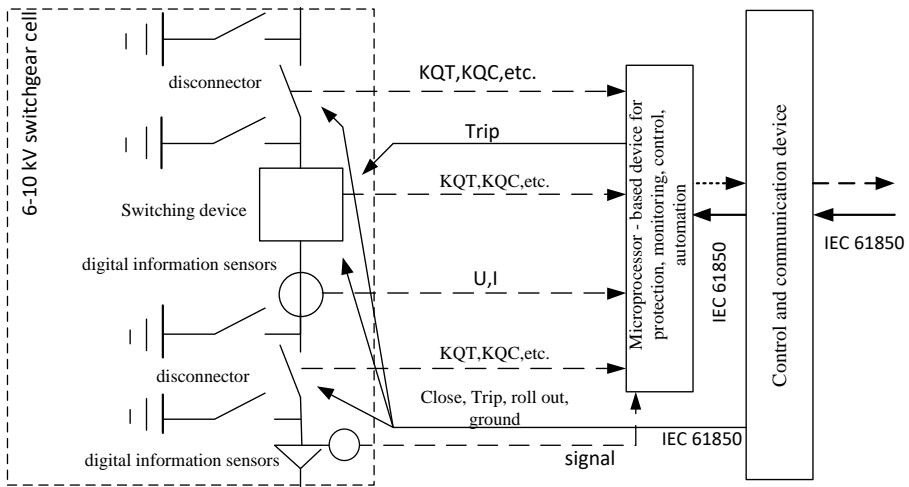 6-10 kV switchgear cell
disconnector
KQT,KQC,etc.
Trip
Switching device
KQT,KQC,etc.
digital information sensors
U,I
disconnector
KQT,KQC,etc.
Close, Trip, roll out,
ground
digital information sensors
signal
Microprocessor - based device for
protection, monitoring, control,
automation
IEC 61850
IEC 61850
Control and communication device
IEC 61850